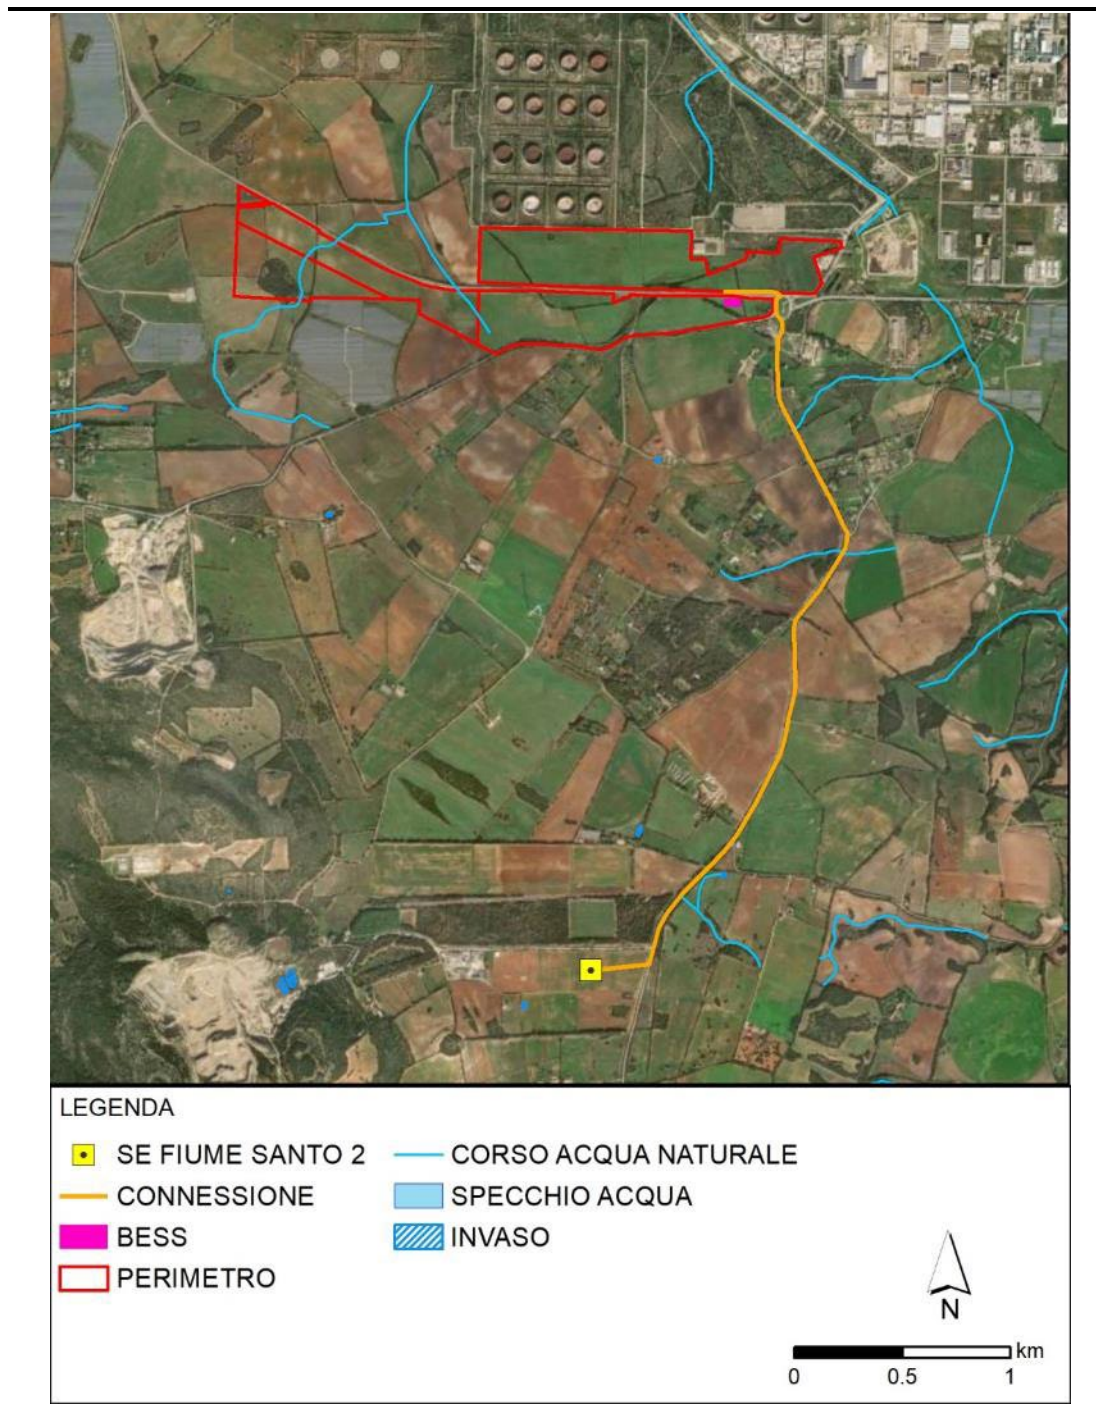 LEGENDA
SE FIUME SANTO 2
CONNESSIONE
BESS
PERIMETRO
CORSO ACQUA NATURALE
SPECCHIO ACQUA
INVASO
N
km
0 0.5 1